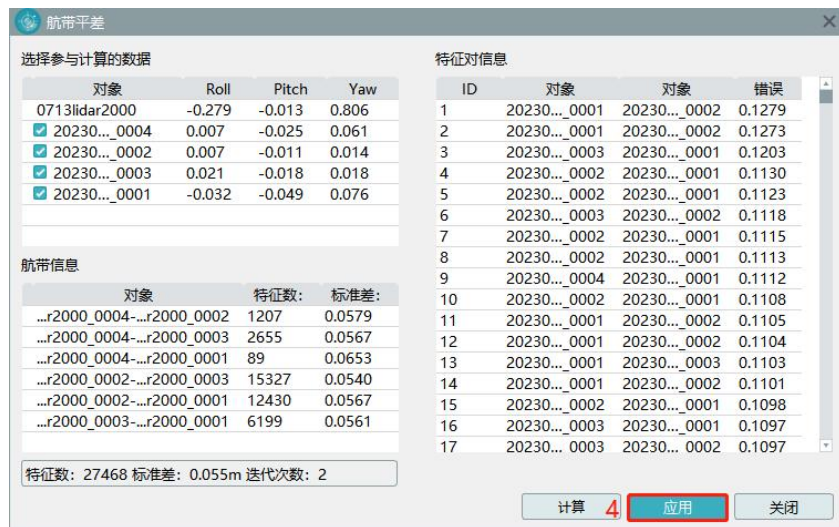 航带平差
选择参与计算的数据
对象 Roll Pitch Yaw
0713lidar2000 -0.279 -0.013 0.806
20230..._0004 0.007 -0.025 0.061
20230..._0002 0.007 -0.011 0.014
20230..._0003 0.021 -0.018 0.018
20230..._0001 -0.032 -0.049 0.076
航带信息
对象 特征数: 标准差:
...r2000_0004-...r2000_0002 1207 0.0579
...r2000_0004-...r2000_0003 2655 0.0567
...r2000_0004-...r2000_0001 89 0.0653
...r2000_0002-...r2000_0003 15327 0.0540
...r2000_0002-...r2000_0001 12430 0.0567
...r2000_0003-...r2000_0001 6199 0.0561
特征数: 27468 标准差: 0.055m 迭代次数: 2
特征对信息
ID 对象 对象 错误
1 20230..._0001 20230..._0002 0.1279
2 20230..._0001 20230..._0002 0.1273
3 20230..._0003 20230..._0001 0.1203
4 20230..._0002 20230..._0001 0.1130
5 20230..._0002 20230..._0001 0.1123
6 20230..._0003 20230..._0002 0.1118
7 20230..._0002 20230..._0001 0.1115
8 20230..._0002 20230..._0001 0.1113
9 20230..._0004 20230..._0001 0.1112
10 20230..._0002 20230..._0001 0.1108
11 20230..._0001 20230..._0002 0.1105
12 20230..._0001 20230..._0002 0.1104
13 20230..._0001 20230..._0003 0.1103
14 20230..._0001 20230..._0002 0.1101
15 20230..._0002 20230..._0001 0.1098
16 20230..._0003 20230..._0001 0.1097
17 20230..._0003 20230..._0002 0.1097
计算 4 应用 关闭